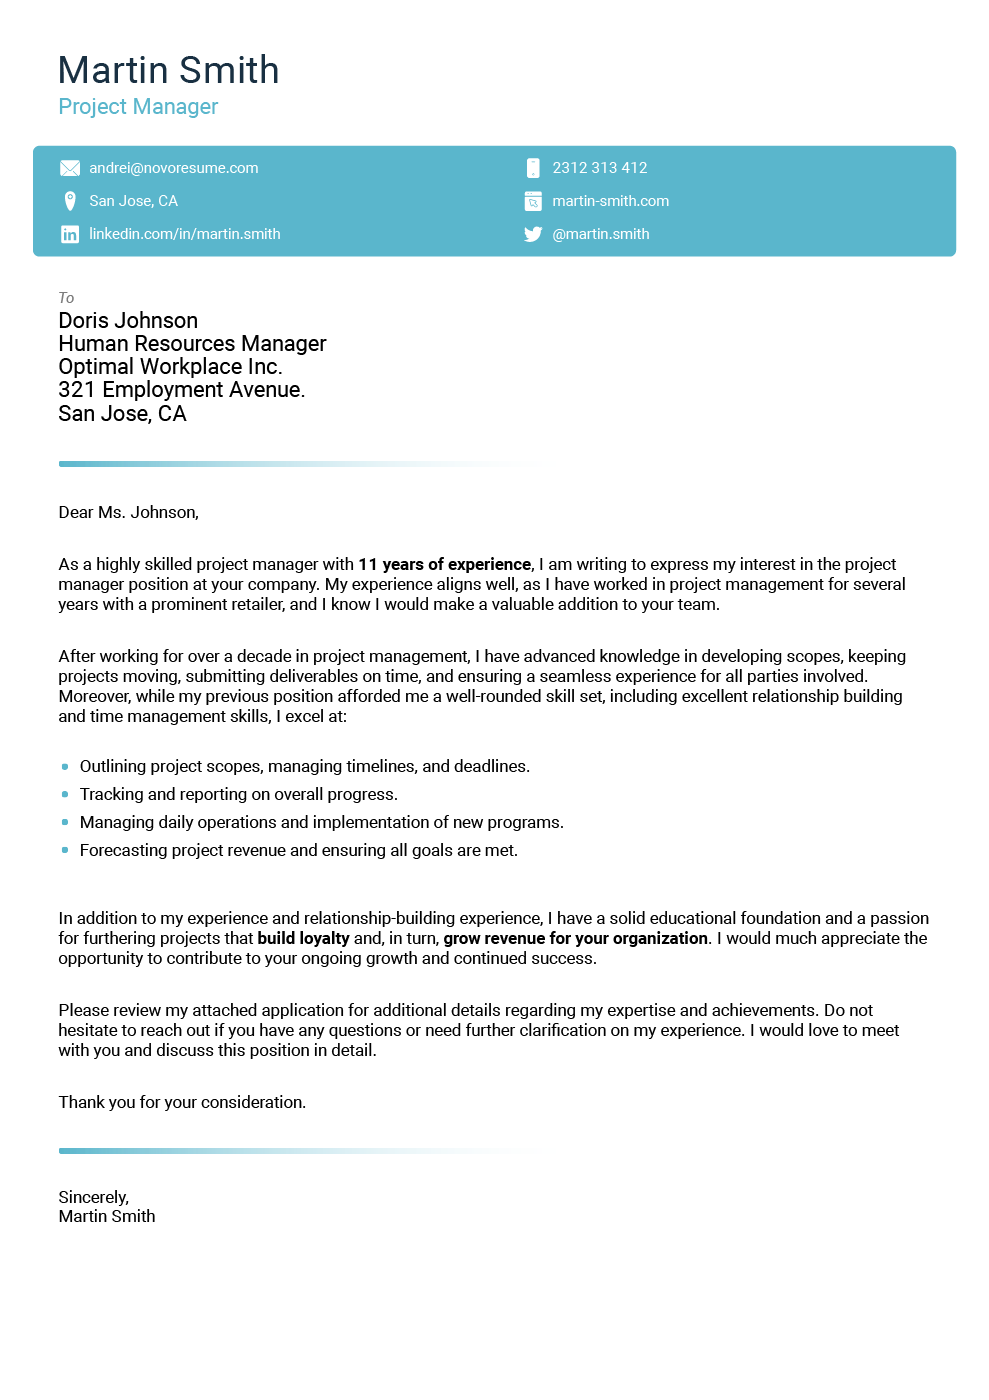 Martin Smith
Project Manager
andrei@novoresume.com
2312 313 412
San Jose, CA
martin-smith.com
linkedin.com/in/martin.smith
@martin.smith
To
Doris Johnson
Human Resources Manager
Optimal Workplace Inc.
321 Employment Avenue.
San Jose, CA
Dear Ms. Johnson,
As a highly skilled project manager with 11 years of experience, I am writing to express my interest in the project
manager position at your company. My experience aligns well, as I have worked in project management for several
years with a prominent retailer, and I know I would make a valuable addition to your team.
After working for over a decade in project management, I have advanced knowledge in developing scopes, keeping
projects moving, submitting deliverables on time, and ensuring a seamless experience for all parties involved.
Moreover, while my previous position afforded me a well-rounded skill set, including excellent relationship building
and time management skills, I excel at:
• Outlining project scopes, managing timelines, and deadlines.
• Tracking and reporting on overall progress.
• Managing daily operations and implementation of new programs.
• Forecasting project revenue and ensuring all goals are met.
In addition to my experience and relationship-building experience, I have a solid educational foundation and a passion
for furthering projects that build loyalty and, in turn, grow revenue for your organization. I would much appreciate the
opportunity to contribute to your ongoing growth and continued success.
Please review my attached application for additional details regarding my expertise and achievements. Do not
hesitate to reach out if you have any questions or need further clarification on my experience. I would love to meet
with you and discuss this position in detail.
Thank you for your consideration.
Sincerely,
Martin Smith